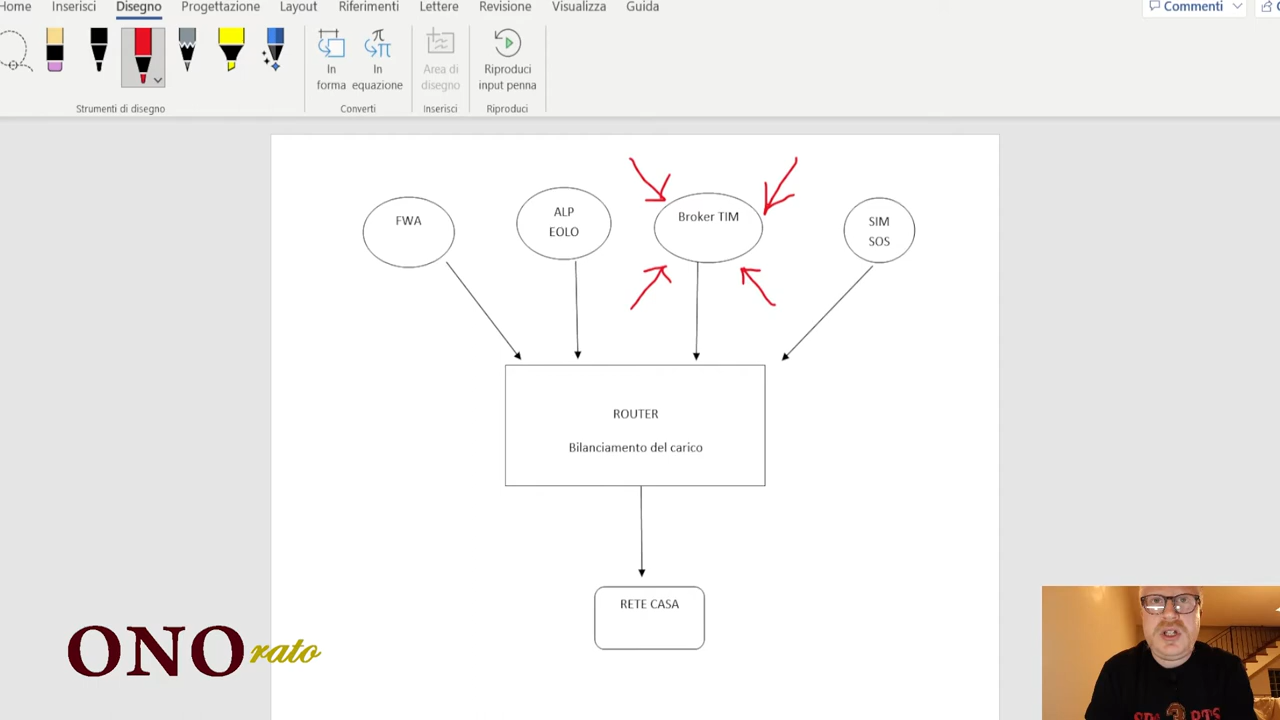 Home Inserisci Disegno Progettazione Layout Riferimenti Lettere Revisione Visualizza Guida Commenti
In forma
In equazione
Area di disegno
Riproduci input penna
Strumenti di disegno Converti Inserisci Riproduci
FWA
ALP
EOLO
Broker TIM
SIM
SOS
ROUTER
Bilanciamento del carico
RETE CASA
ONOrato